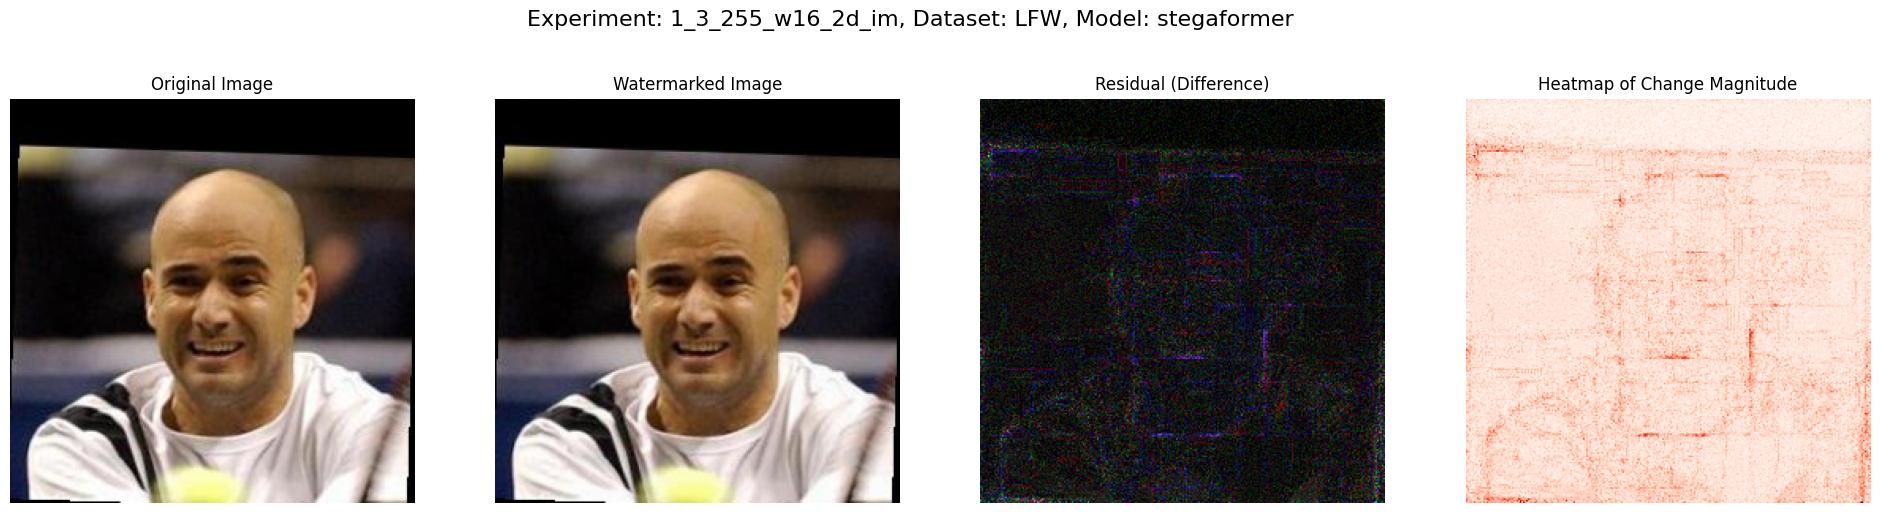 Experiment: 1_3_255_w16_2d_im, Dataset: LFW, Model: stegaformer
Original Image
Watermarked Image
Residual (Difference)
Heatmap of Change Magnitude